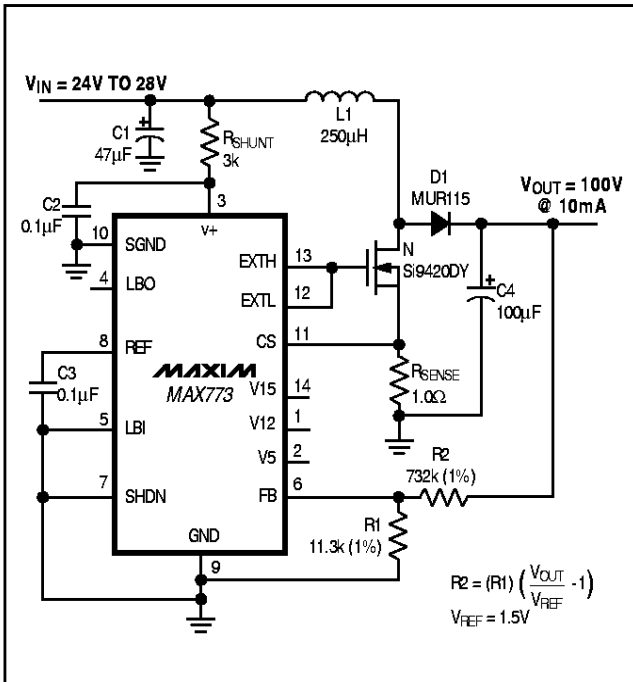 V_IN = 24V TO 28V
L1
250µH
C1
47µF
R_SHUNT
3k
D1
MUR115
V_OUT = 100V
@ 10mA
C2
0.1µF
3
V+
10
SGND
4
LBO
EXTH
13
EXTL
12
N
Si9420DY
C4
100µF
8
REF
CS
11
C3
0.1µF
MAXIM
MAX773
R_SENSE
1.0Ω
V15
14
V12
1
5
LBI
V5
2
7
SHDN
FB
6
R2
732k (1%)
R1
11.3k (1%)
GND
9
R2 = (R1) (V_OUT / V_REF -1)
V_REF = 1.5V